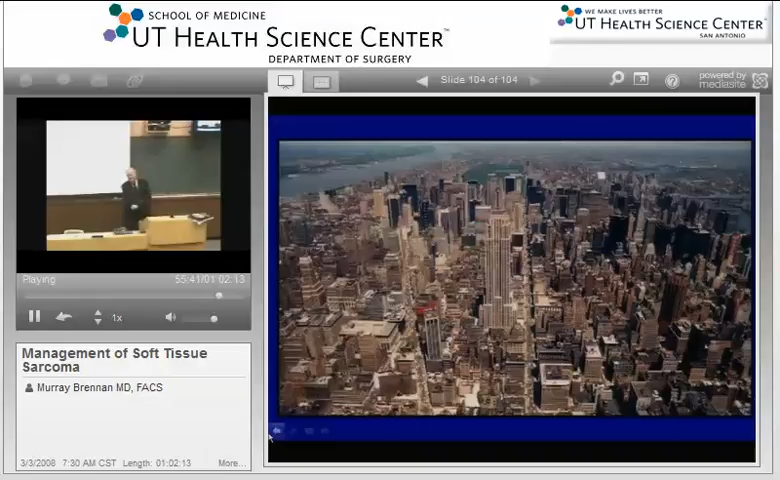 SCHOOL OF MEDICINE
UT HEALTH SCIENCE CENTER™
DEPARTMENT OF SURGERY
WE MAKE LIVES BETTER
UT HEALTH SCIENCE CENTER™
SAN ANTONIO
Slide 104 of 104
powered by
mediasite
Playing
55:41/01:02:13
1x
Management of Soft Tissue
Sarcoma
Murray Brennan MD, FACS
3/3/2008 7:30 AM CST Length: 01:02:13 More...